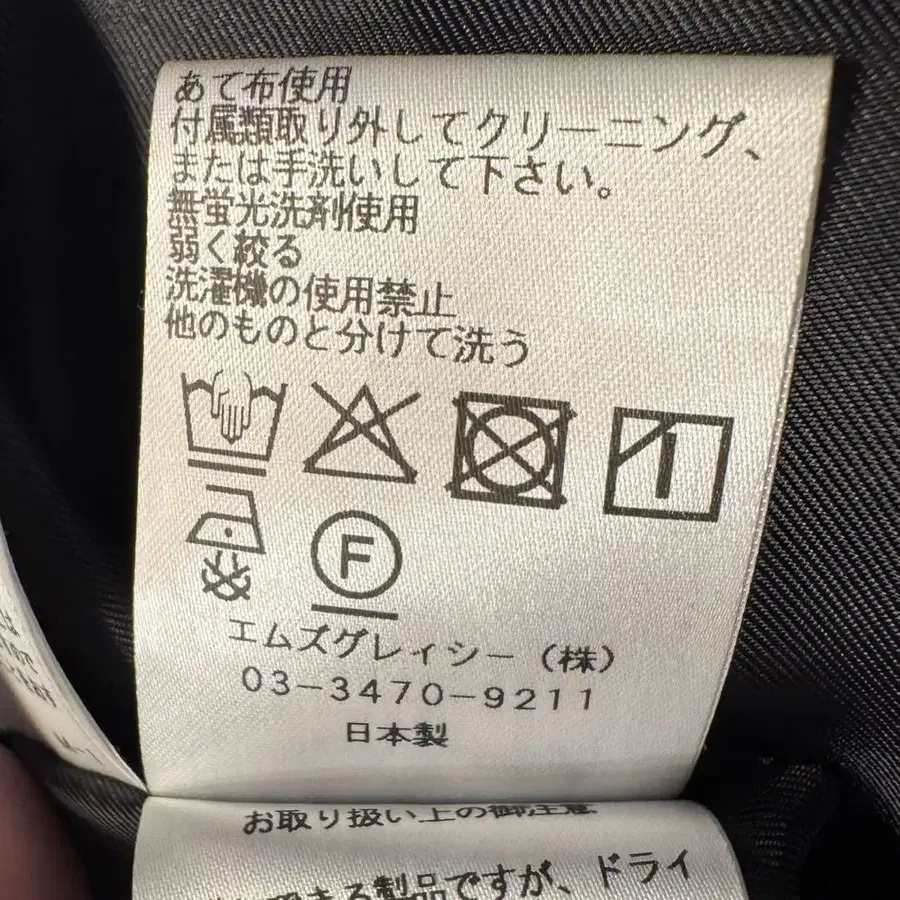 あて布使用
付属類取り外してクリーニング、
または手洗いして下さい。
無蛍光洗剤使用
弱く絞る
洗濯機の使用禁止
他のものと分けて洗う
F
エムズグレィシー(株)
03-3470-9211
日本製
お取り扱い上の御注意
製品ですが、ドライ